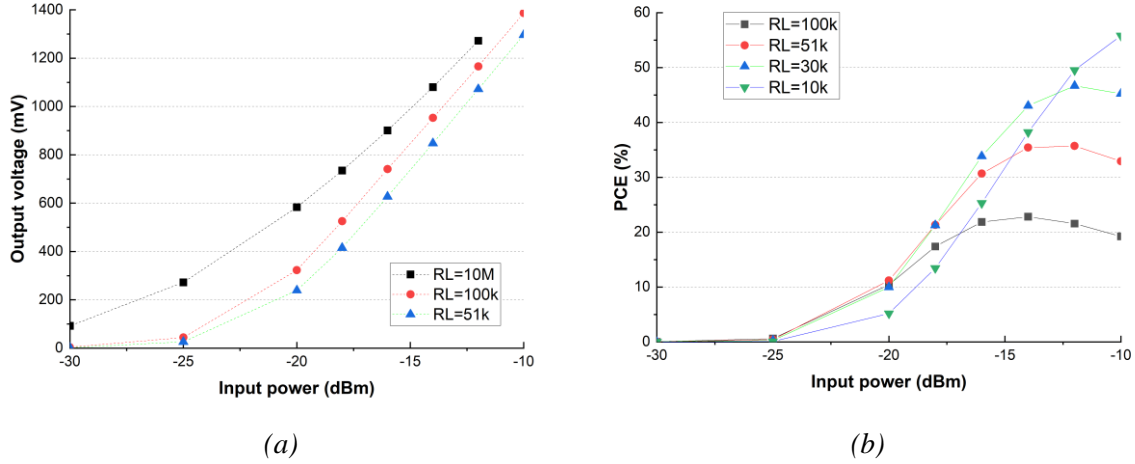 1400
1200
1000
800
600
400
200
0
Output voltage (mV)
RL=10M
RL=100k
RL=51k
-30 -25 -20 -15 -10
Input power (dBm)
(a)
60
50
40
30
20
10
0
PCE (%)
RL=100k
RL=51k
RL=30k
RL=10k
-30 -25 -20 -15 -10
Input power (dBm)
(b)